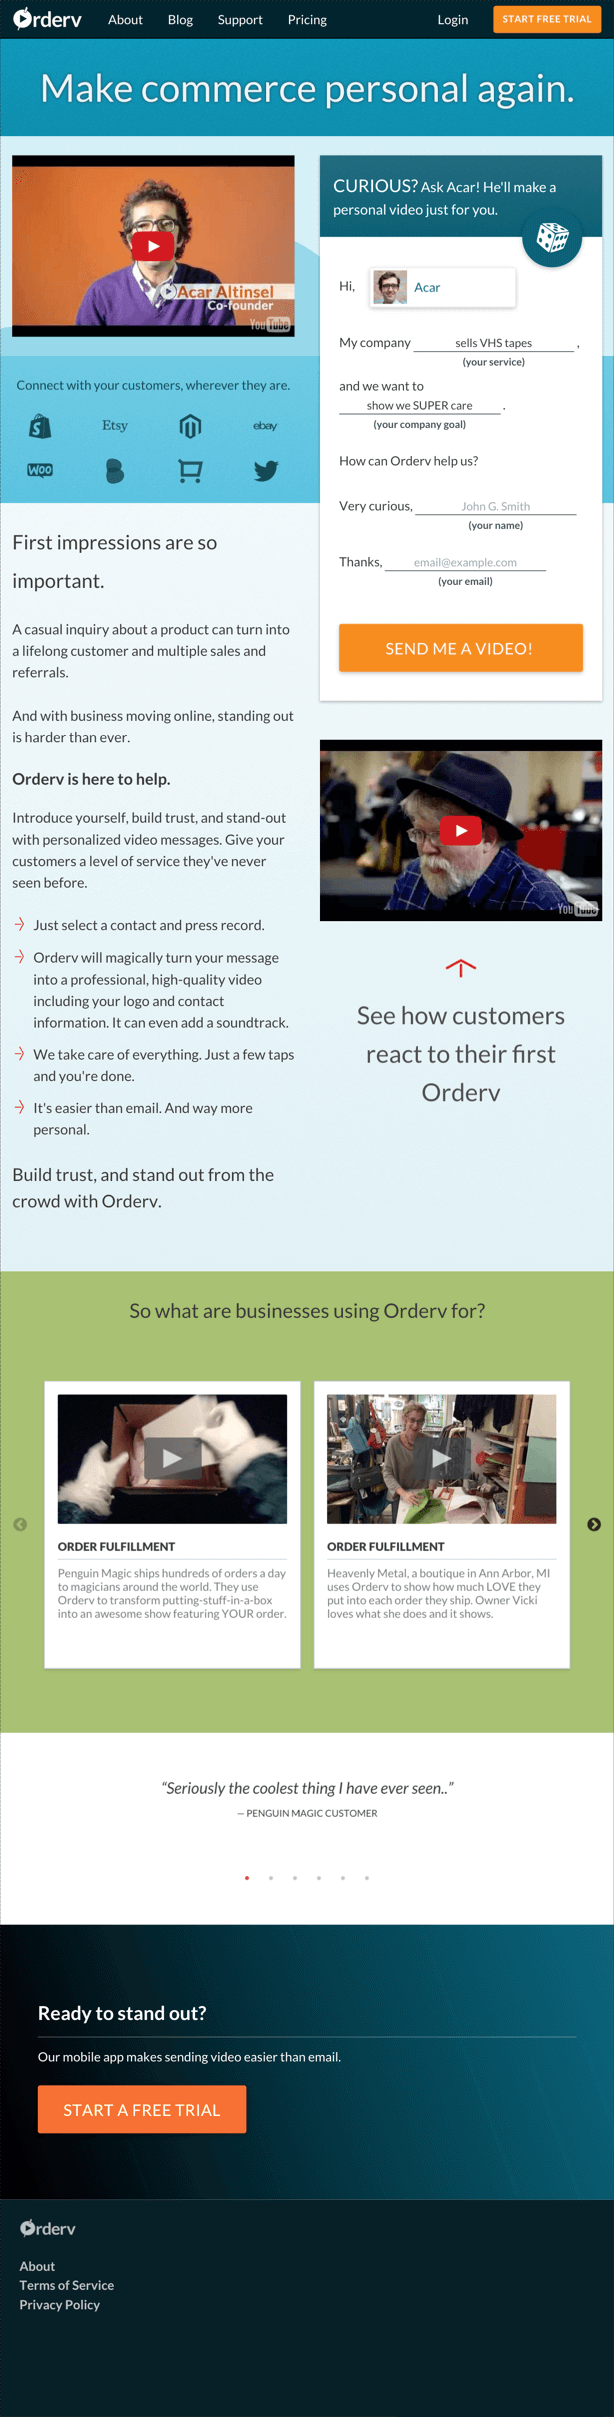 Orderv
About
Blog
Support
Pricing
Login
START FREE TRIAL
Make commerce personal again.
Acar Altinsel
Co-founder
YouTube
Connect with your customers, wherever they are.
Etsy
ebay
WOO
CURIOUS? Ask Acar! He'll make a
personal video just for you.
Hi,
Acar
My company sells VHS tapes ,
(your service)
and we want to
show we SUPER care .
(your company goal)
How can Orderv help us?
Very curious, John G. Smith
(your name)
Thanks, email@example.com
(your email)
SEND ME A VIDEO!
First impressions are so
important.
A casual inquiry about a product can turn into
a lifelong customer and multiple sales and
referrals.
And with business moving online, standing out
is harder than ever.
Orderv is here to help.
Introduce yourself, build trust, and stand-out
with personalized video messages. Give your
customers a level of service they've never
seen before.
Just select a contact and press record.
Orderv will magically turn your message
into a professional, high-quality video
including your logo and contact
information. It can even add a soundtrack.
We take care of everything. Just a few taps
and you're done.
It's easier than email. And way more
personal.
Build trust, and stand out from the
crowd with Orderv.
YouTube
See how customers
react to their first
Orderv
So what are businesses using Orderv for?
ORDER FULFILLMENT
Penguin Magic ships hundreds of orders a day
to magicians around the world. They use
Orderv to transform putting-stuff-in-a-box
into an awesome show featuring YOUR order.
ORDER FULFILLMENT
Heavenly Metal, a boutique in Ann Arbor, MI
uses Orderv to show how much LOVE they
put into each order they ship. Owner Vicki
loves what she does and it shows.
“Seriously the coolest thing I have ever seen..”
— PENGUIN MAGIC CUSTOMER
Ready to stand out?
Our mobile app makes sending video easier than email.
START A FREE TRIAL
Orderv
About
Terms of Service
Privacy Policy